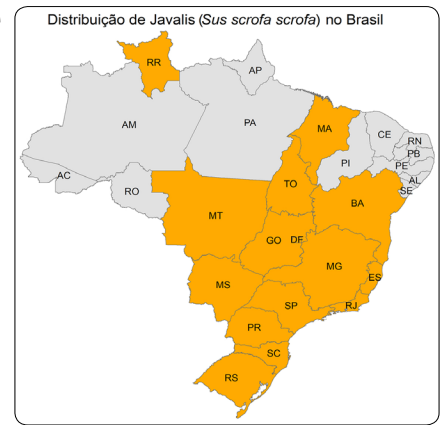 Distribuição de Javalis (Sus scrofa scrofa) no Brasil
RR
AP
AM
PA
MA
CE
RN
PB
PI
PE
AL
SE
AC
RO
TO
BA
MT
GO
DF
MG
ES
MS
SP
RJ
PR
SC
RS